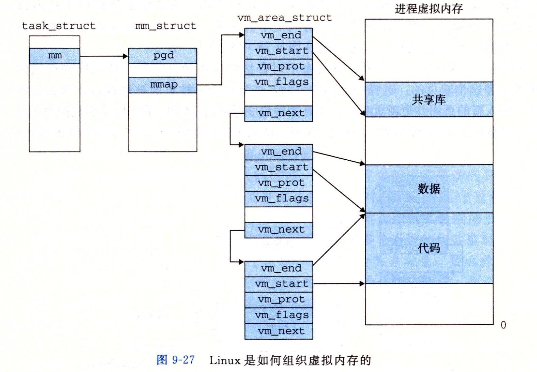 进程虚拟内存
task_struct
mm_struct
vm_area_struct
mm
pgd
mmap
vm_end
vm_start
vm_prot
vm_flags
vm_next
共享库
vm_end
vm_start
vm_prot
vm_flags
vm_next
数据
代码
vm_end
vm_start
vm_prot
vm_flags
vm_next
0
图 9-27 Linux 是如何组织虚拟内存的